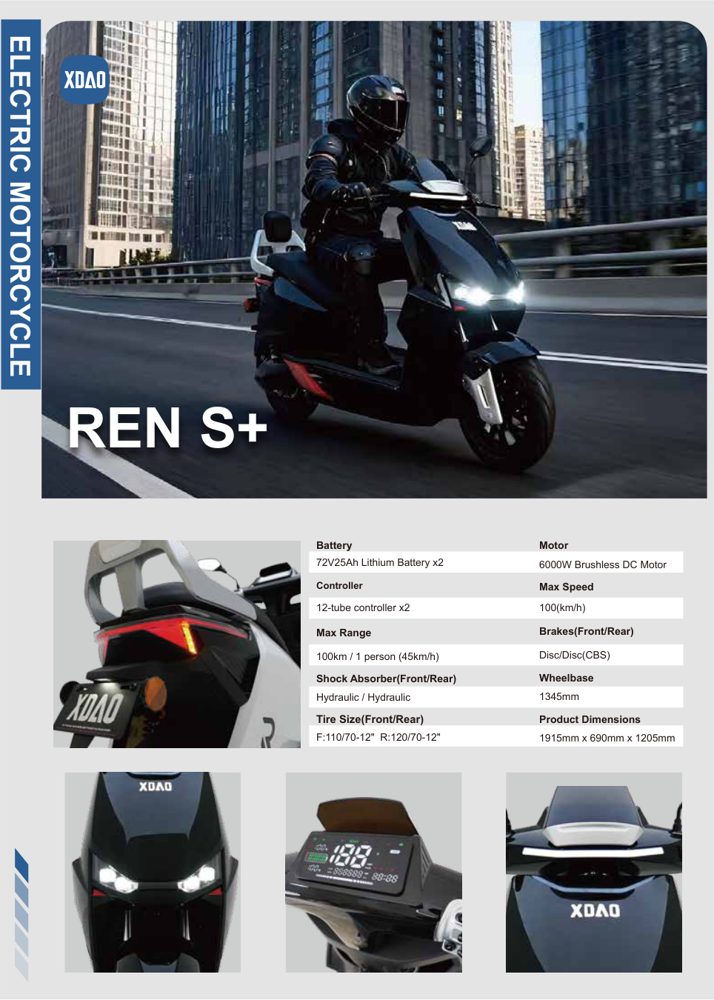 ELECTRIC MOTORCYCLE
XDAO
REN S+
Battery
72V25Ah Lithium Battery x2
Controller
12-tube controller x2
Max Range
100km / 1 person (45km/h)
Shock Absorber(Front/Rear)
Hydraulic / Hydraulic
Tire Size(Front/Rear)
F:110/70-12" R:120/70-12"
Motor
6000W Brushless DC Motor
Max Speed
100(km/h)
Brakes(Front/Rear)
Disc/Disc(CBS)
Wheelbase
1345mm
Product Dimensions
1915mm x 690mm x 1205mm
XDAO
R
XDAO
188
88:88
XDAO